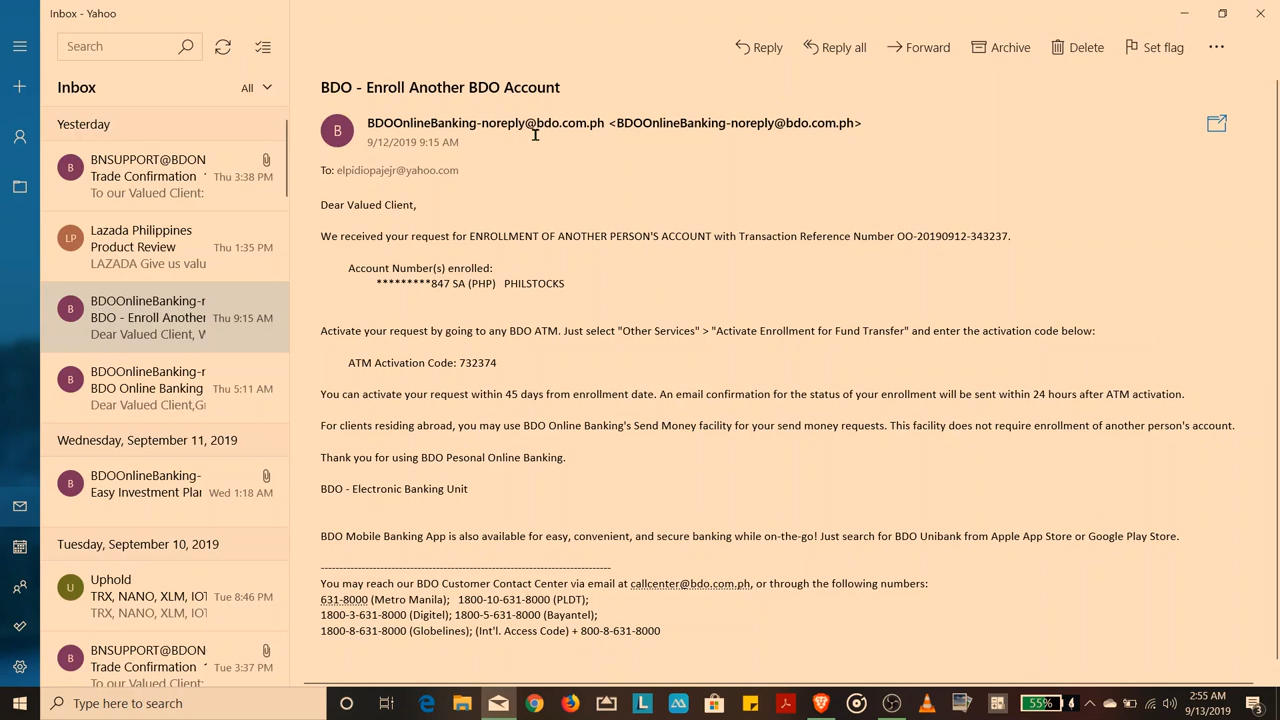 Inbox - Yahoo
Search
Inbox
All
Yesterday
BNSUPPORT@BDON
Trade Confirmation
Thu 3:38 PM
To our Valued Client:
Lazada Philippines
Product Review
Thu 1:35 PM
LAZADA Give us valu
BDOOnlineBanking-r
BDO - Enroll Another
Thu 9:15 AM
Dear Valued Client, W
BDOOnlineBanking-r
BDO Online Banking
Thu 5:11 AM
Dear Valued Client,G
Wednesday, September 11, 2019
BDOOnlineBanking-
Easy Investment Plan
Wed 1:18 AM
Tuesday, September 10, 2019
Uphold
TRX, NANO, XLM, IOT
Tue 8:46 PM
TRX, NANO, XLM, IOT
BNSUPPORT@BDON
Trade Confirmation
Tue 3:37 PM
To our Valued Client:
Reply
Reply all
Forward
Archive
Delete
Set flag
BDO - Enroll Another BDO Account
B
BDOOnlineBanking-noreply@bdo.com.ph <BDOOnlineBanking-noreply@bdo.com.ph>
9/12/2019 9:15 AM
To: elpidiopajejr@yahoo.com
Dear Valued Client,
We received your request for ENROLLMENT OF ANOTHER PERSON'S ACCOUNT with Transaction Reference Number OO-20190912-343237.
Account Number(s) enrolled:
*********847 SA (PHP) PHILSTOCKS
Activate your request by going to any BDO ATM. Just select "Other Services" > "Activate Enrollment for Fund Transfer" and enter the activation code below:
ATM Activation Code: 732374
You can activate your request within 45 days from enrollment date. An email confirmation for the status of your enrollment will be sent within 24 hours after ATM activation.
For clients residing abroad, you may use BDO Online Banking's Send Money facility for your send money requests. This facility does not require enrollment of another person's account.
Thank you for using BDO Pesonal Online Banking.
BDO - Electronic Banking Unit
BDO Mobile Banking App is also available for easy, convenient, and secure banking while on-the-go! Just search for BDO Unibank from Apple App Store or Google Play Store.
--------------------------------------------------------------------------------
You may reach our BDO Customer Contact Center via email at callcenter@bdo.com.ph, or through the following numbers:
631-8000 (Metro Manila); 1800-10-631-8000 (PLDT);
1800-3-631-8000 (Digitel); 1800-5-631-8000 (Bayantel);
1800-8-631-8000 (Globelines); (Int'l. Access Code) + 800-8-631-8000
Type here to search
55%
2:55 AM
9/13/2019
3